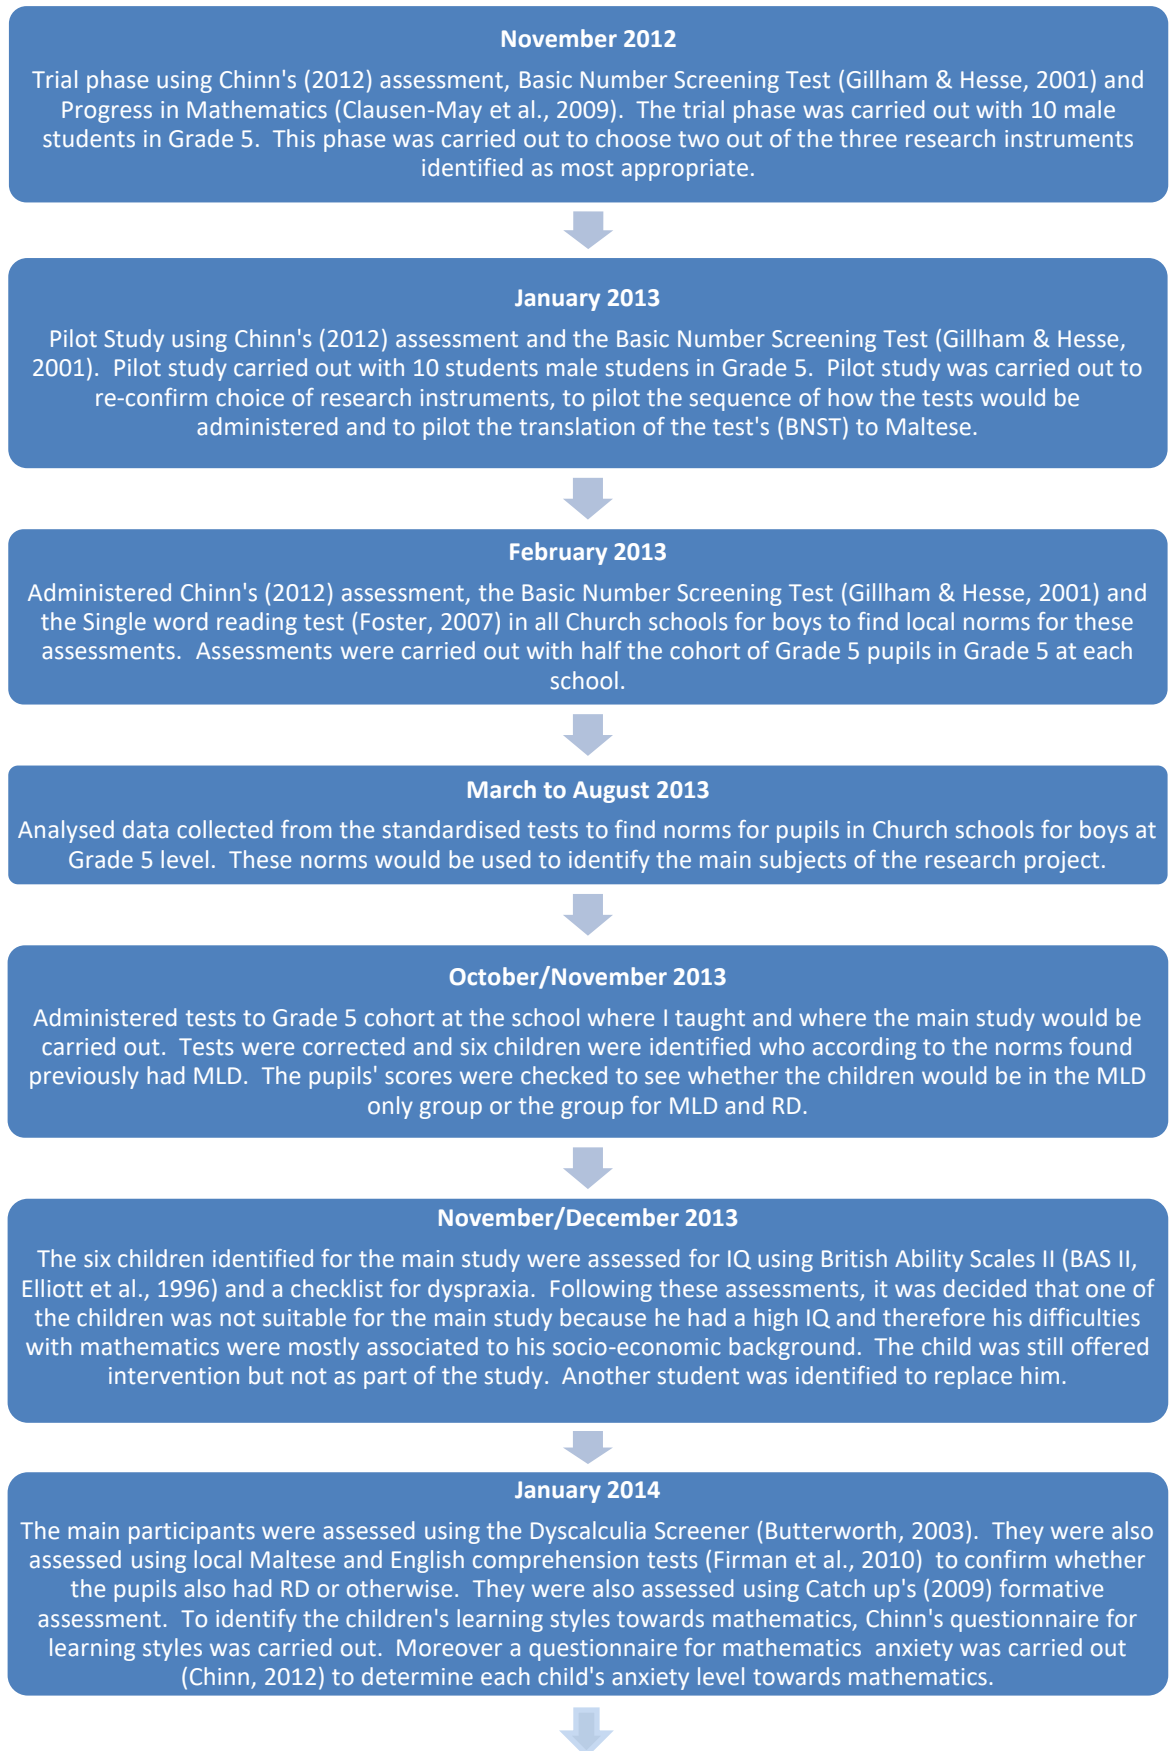 November 2012
Trial phase using Chinn's (2012) assessment, Basic Number Screening Test (Gillham & Hesse, 2001) and
Progress in Mathematics (Clausen-May et al., 2009).  The trial phase was carried out with 10 male
students in Grade 5.  This phase was carried out to choose two out of the three research instruments
identified as most appropriate.
January 2013
Pilot Study using Chinn's (2012) assessment and the Basic Number Screening Test (Gillham & Hesse,
2001).  Pilot study carried out with 10 students male studens in Grade 5.  Pilot study was carried out to
re-confirm choice of research instruments, to pilot the sequence of how the tests would be
administered and to pilot the translation of the test's (BNST) to Maltese.
February 2013
Administered Chinn's (2012) assessment, the Basic Number Screening Test (Gillham & Hesse, 2001) and
the Single word reading test (Foster, 2007) in all Church schools for boys to find local norms for these
assessments.  Assessments were carried out with half the cohort of Grade 5 pupils in Grade 5 at each
school.
March to August 2013
Analysed data collected from the standardised tests to find norms for pupils in Church schools for boys at
Grade 5 level.  These norms would be used to identify the main subjects of the research project.
October/November 2013
Administered tests to Grade 5 cohort at the school where I taught and where the main study would be
carried out.  Tests were corrected and six children were identified who according to the norms found
previously had MLD.  The pupils' scores were checked to see whether the children would be in the MLD
only group or the group for MLD and RD.
November/December 2013
The six children identified for the main study were assessed for IQ using British Ability Scales II (BAS II,
Elliott et al., 1996) and a checklist for dyspraxia.  Following these assessments, it was decided that one of
the children was not suitable for the main study because he had a high IQ and therefore his difficulties
with mathematics were mostly associated to his socio-economic background.  The child was still offered
intervention but not as part of the study.  Another student was identified to replace him.
January 2014
The main participants were assessed using the Dyscalculia Screener (Butterworth, 2003).  They were also
assessed using local Maltese and English comprehension tests (Firman et al., 2010)  to confirm whether
the pupils also had RD or otherwise.  They were also assessed using Catch up's (2009) formative
assessment.  To identify the children's learning styles towards mathematics, Chinn's questionnaire for
learning styles was carried out.  Moreover a questionnaire for mathematics  anxiety was carried out
(Chinn, 2012) to determine each child's anxiety level towards mathematics.